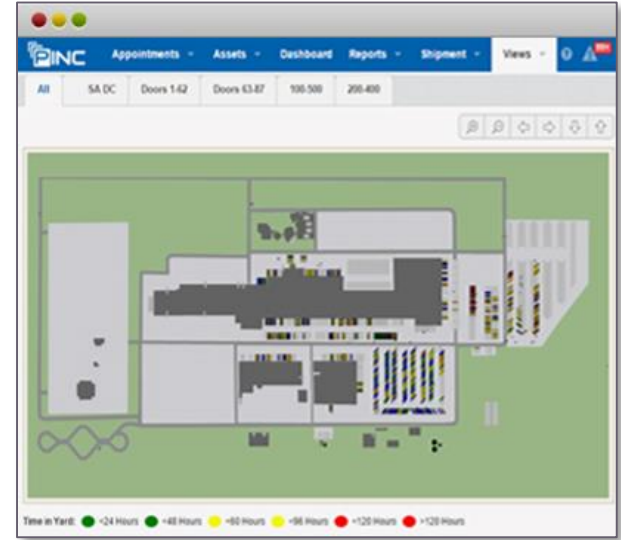 PINC Appointments Assets Dashboard Reports Shipment Views
All SA DC Doors 1-62 Doors 63-87 100-500 200-400
Time in Yard: <24 Hours <48 Hours <60 Hours <96 Hours <120 Hours >120 Hours